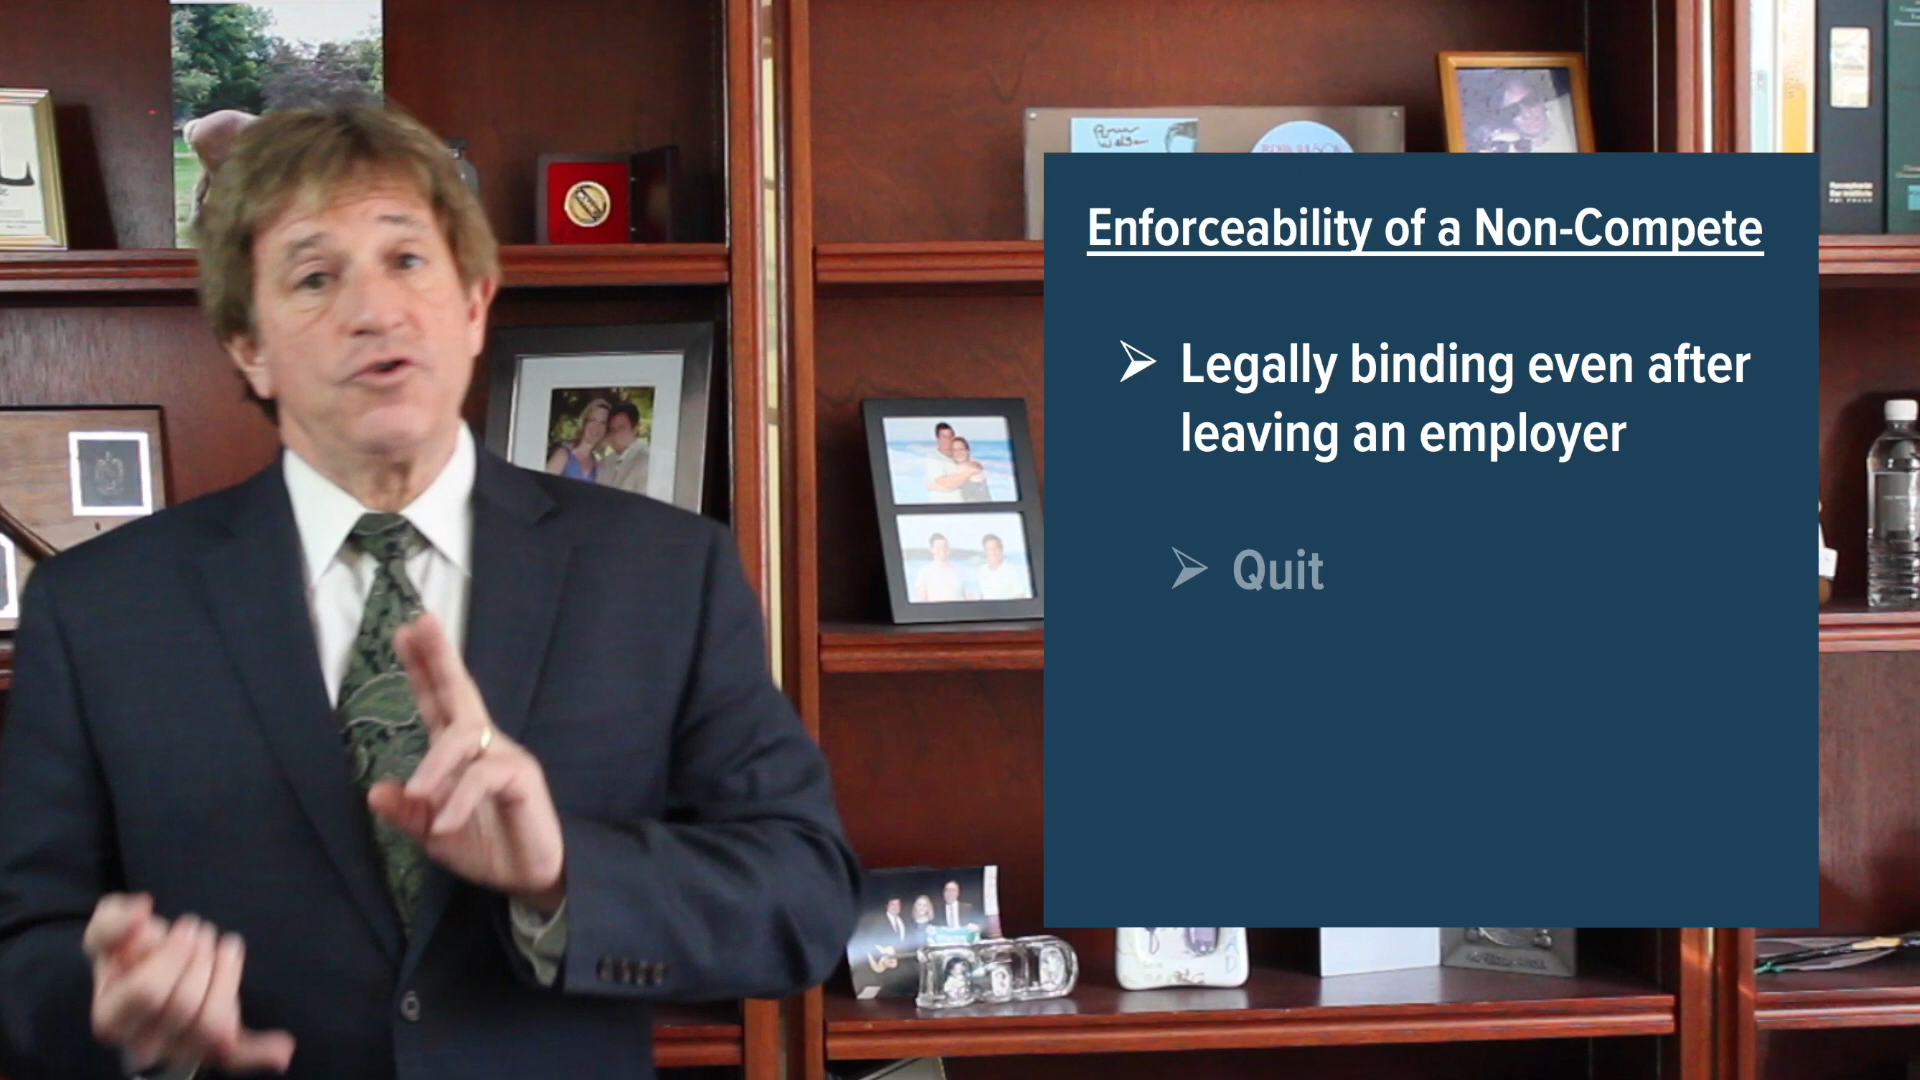 Enforceability of a Non-Compete
Legally binding even after
leaving an employer
Quit